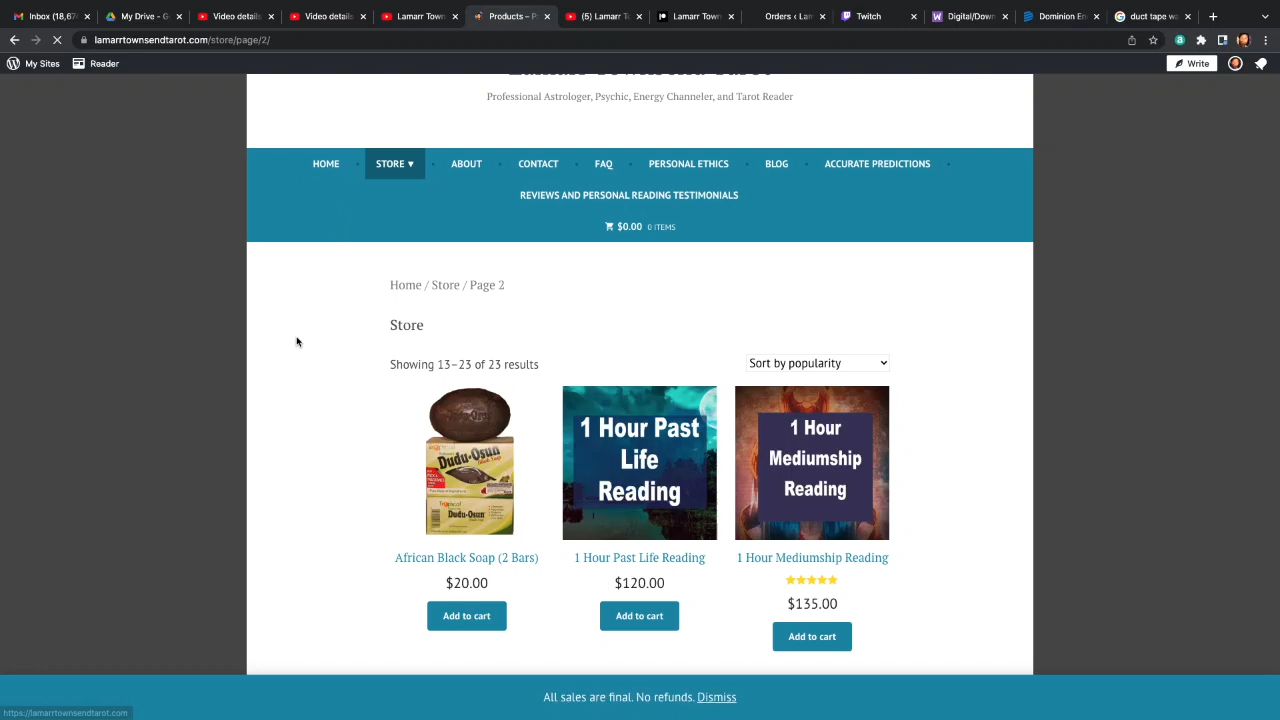 Inbox (18,67
My Drive - G
Video details
Video details
Lamarr Town
Products – P
(5) Lamarr T
Lamarr Town
Orders ‹ Lam
Twitch
Digital/Down
Dominion En
duct tape wa
lamarrtownsendtarot.com/store/page/2/
My Sites
Reader
Write
Professional Astrologer, Psychic, Energy Channeler, and Tarot Reader
HOME
STORE ▾
ABOUT
CONTACT
FAQ
PERSONAL ETHICS
BLOG
ACCURATE PREDICTIONS
REVIEWS AND PERSONAL READING TESTIMONIALS
$0.00 0 ITEMS
Home / Store / Page 2
Store
Showing 13–23 of 23 results
Sort by popularity
Dudu-Osun
Dudu-Osun
1 Hour Past
Life
Reading
1 Hour
Mediumship
Reading
African Black Soap (2 Bars)
1 Hour Past Life Reading
1 Hour Mediumship Reading
$20.00
$120.00
$135.00
Add to cart
Add to cart
Add to cart
All sales are final. No refunds. Dismiss
https://lamarrtownsendtarot.com